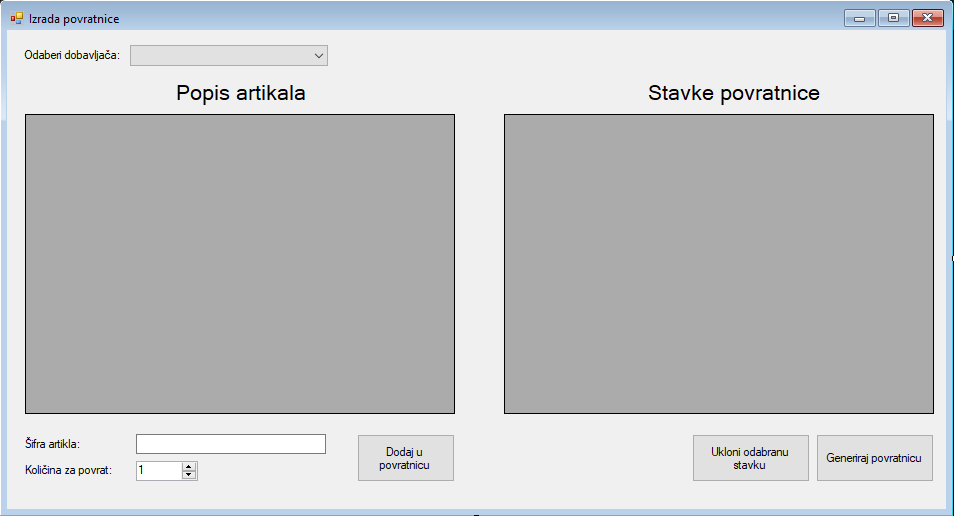 Izrada povratnice
Odaberi dobavljača:
Popis artikala
Stavke povratnice
Šifra artikla:
Količina za povrat:
1
Dodaj u
povratnicu
Ukloni odabranu
stavku
Generiraj povratnicu